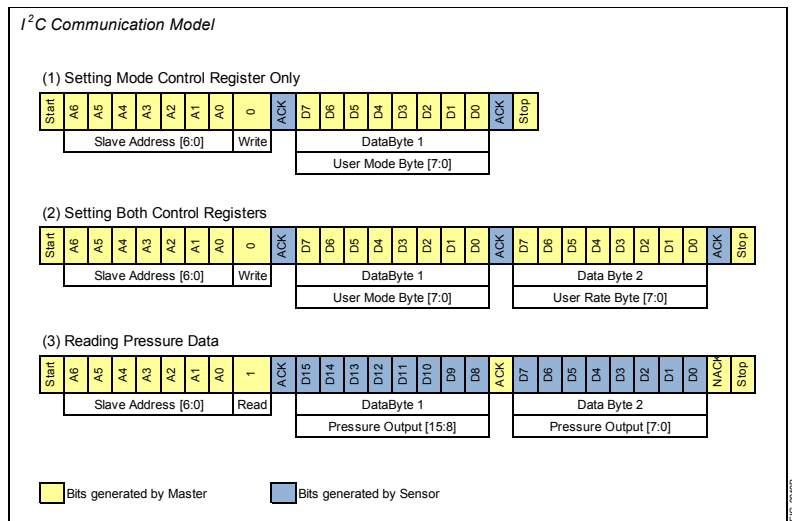 I²C Communication Model
(1) Setting Mode Control Register Only
Start A6 A5 A4 A3 A2 A1 A0 0 ACK D7 D6 D5 D4 D3 D2 D1 D0 ACK Stop
Slave Address [6:0] Write DataByte 1
User Mode Byte [7:0]
(2) Setting Both Control Registers
Start A6 A5 A4 A3 A2 A1 A0 0 ACK D7 D6 D5 D4 D3 D2 D1 D0 ACK D7 D6 D5 D4 D3 D2 D1 D0 ACK Stop
Slave Address [6:0] Write DataByte 1 Data Byte 2
User Mode Byte [7:0] User Rate Byte [7:0]
(3) Reading Pressure Data
Start A6 A5 A4 A3 A2 A1 A0 1 ACK D15 D14 D13 D12 D11 D10 D9 D8 ACK D7 D6 D5 D4 D3 D2 D1 D0 NACK Stop
Slave Address [6:0] Read DataByte 1 Data Byte 2
Pressure Output [15:8] Pressure Output [7:0]
Bits generated by Master Bits generated by Sensor